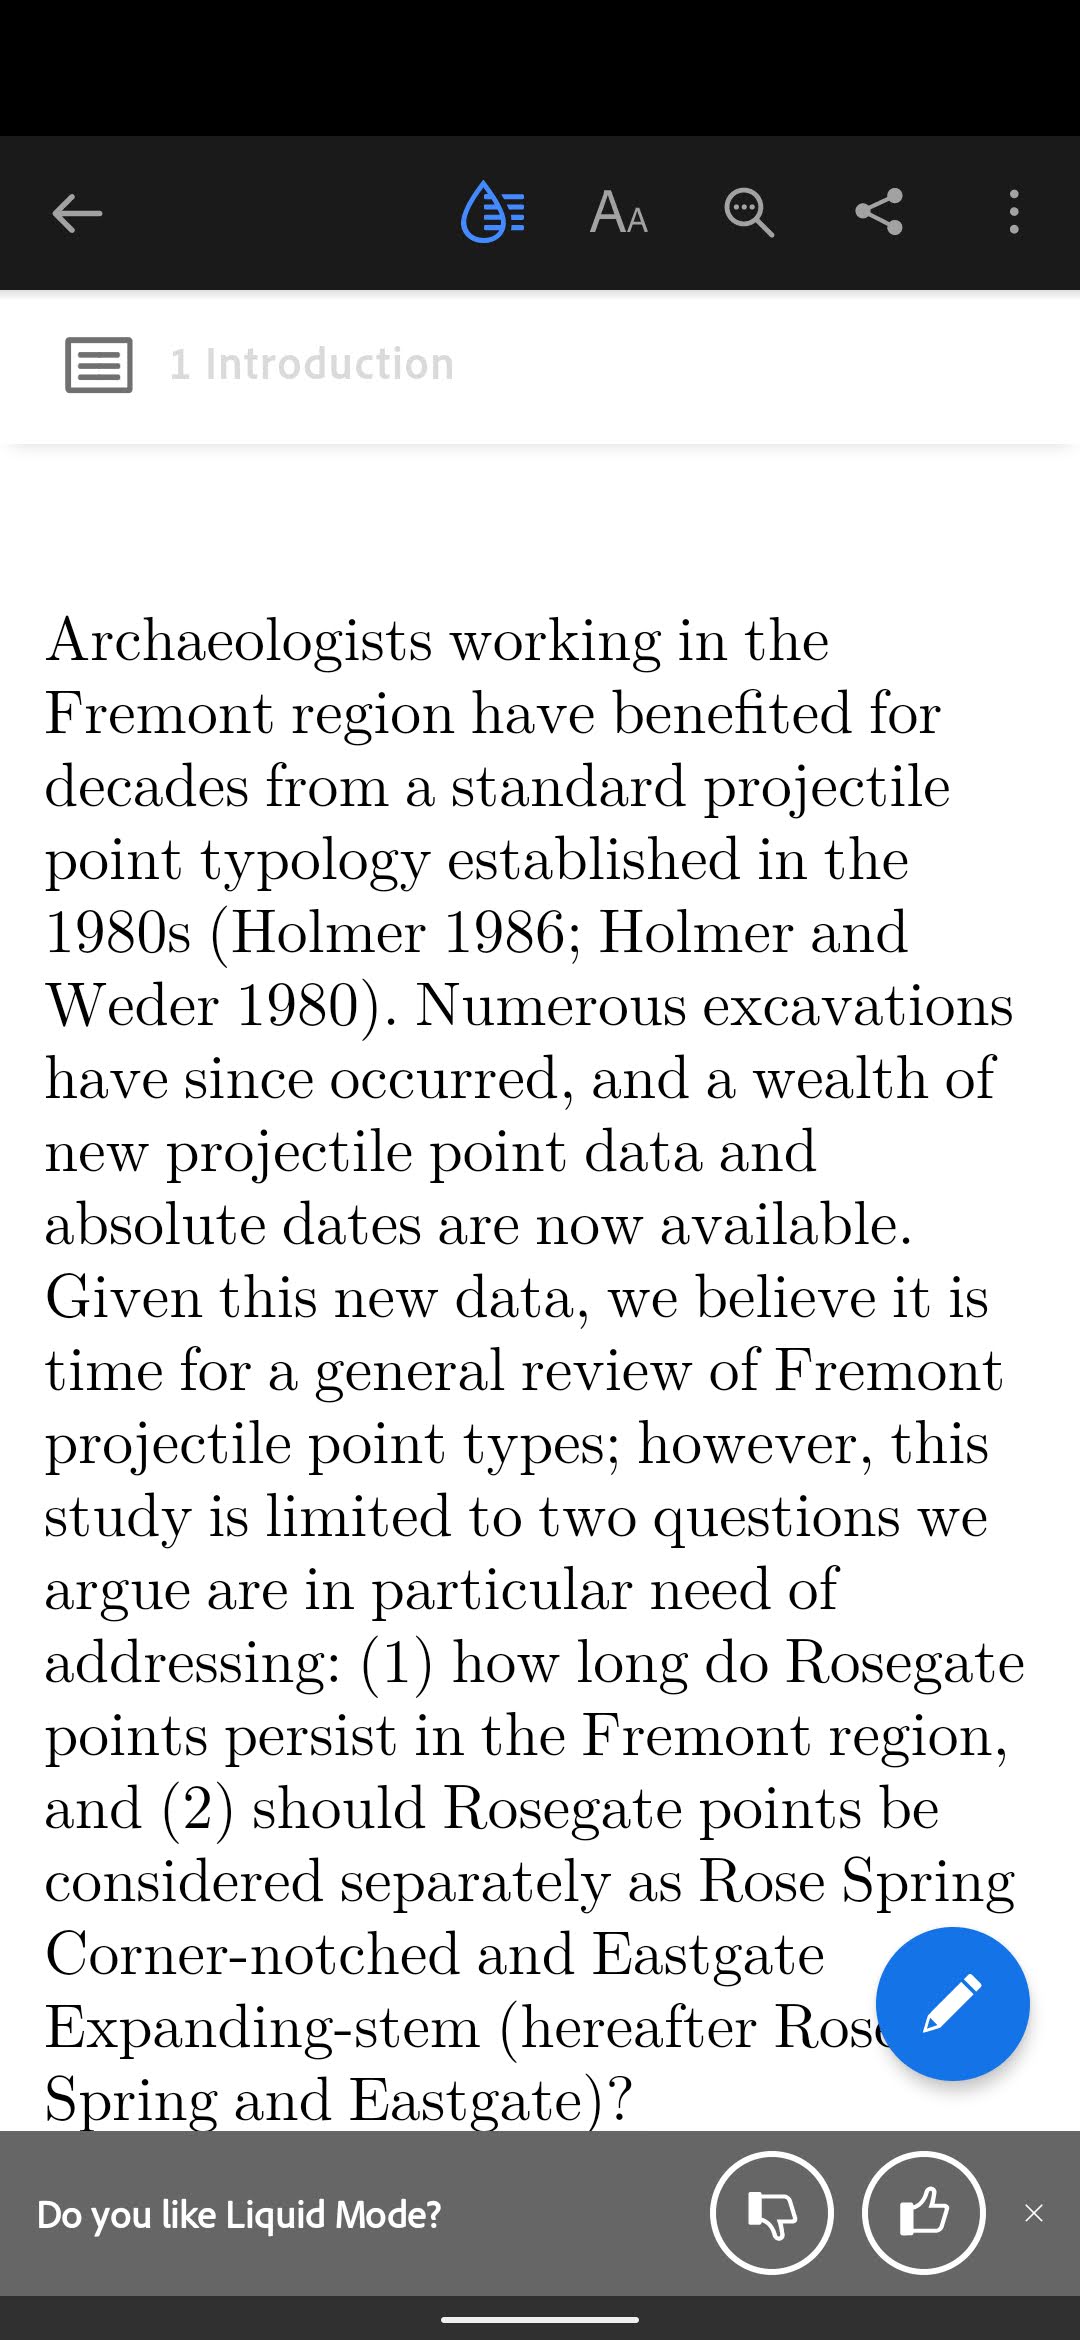 AA
1 Introduction
Archaeologists working in the
Fremont region have benefited for
decades from a standard projectile
point typology established in the
1980s (Holmer 1986; Holmer and
Weder 1980). Numerous excavations
have since occurred, and a wealth of
new projectile point data and
absolute dates are now available.
Given this new data, we believe it is
time for a general review of Fremont
projectile point types; however, this
study is limited to two questions we
argue are in particular need of
addressing: (1) how long do Rosegate
points persist in the Fremont region,
and (2) should Rosegate points be
considered separately as Rose Spring
Corner-notched and Eastgate
Expanding-stem (hereafter Rose
Spring and Eastgate)?
Do you like Liquid Mode?